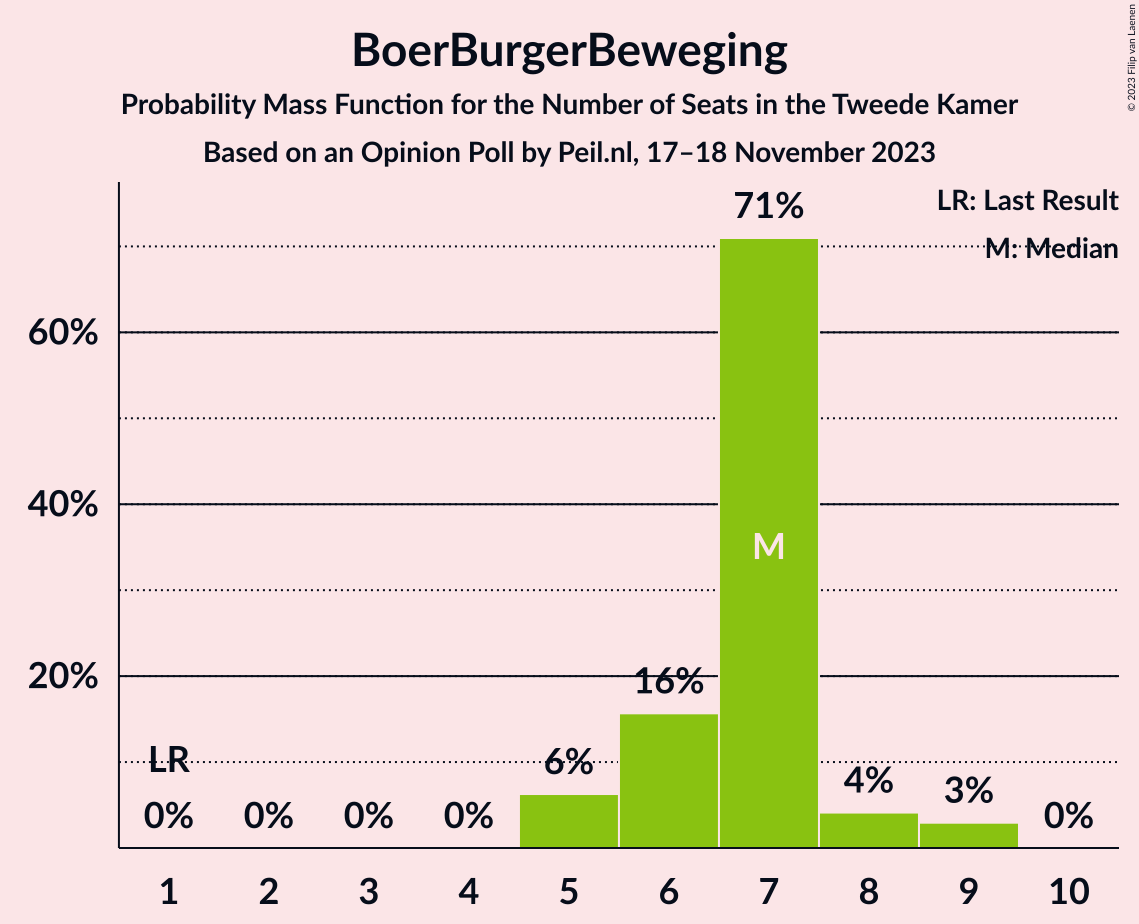 BoerBurgerBeweging
Probability Mass Function for the Number of Seats in the Tweede Kamer
Based on an Opinion Poll by Peil.nl, 17–18 November 2023
© 2023 Filip van Laenen
LR: Last Result
M: Median
71%
60%
40%
M
20%
16%
LR
6%
4%
3%
0%
0%
0%
0%
0%
1 2 3 4 5 6 7 8 9 10